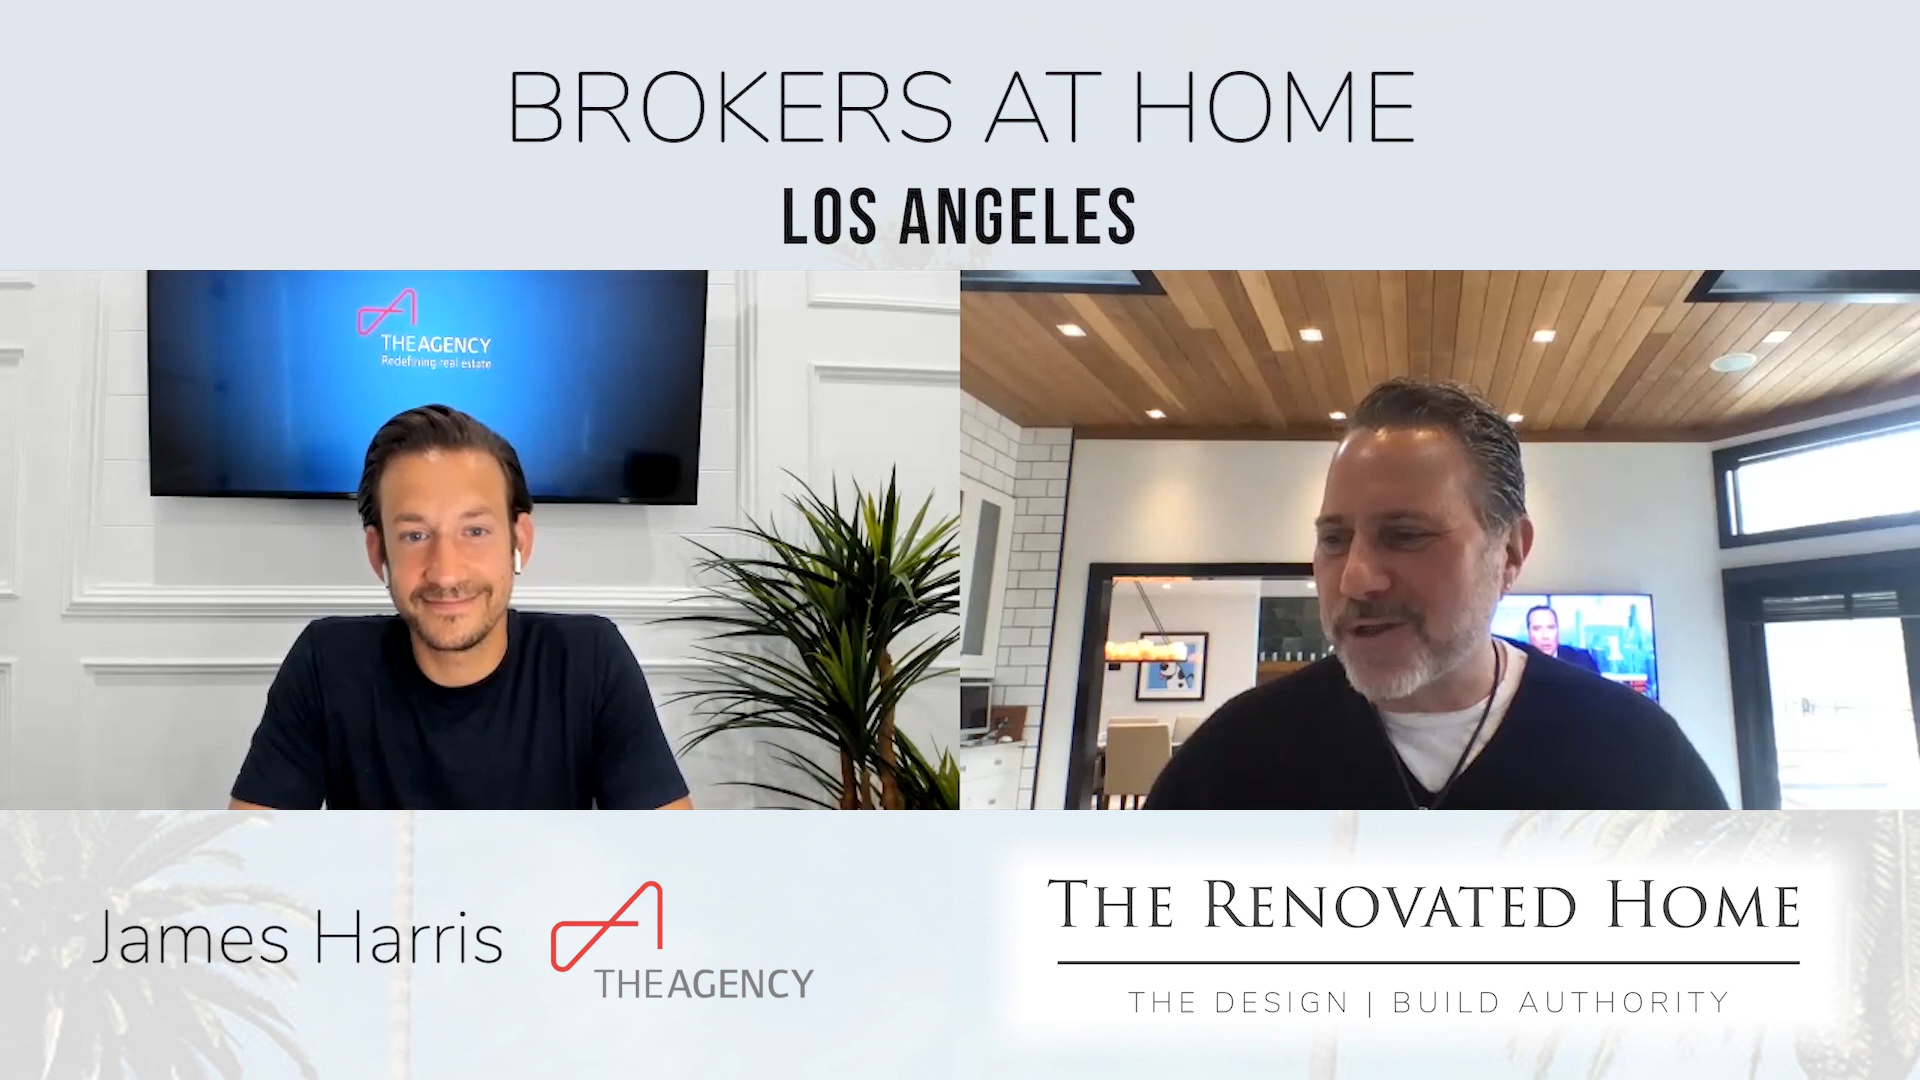 BROKERS AT HOME
LOS ANGELES
THEAGENCY
Redefining real estate
James Harris
THEAGENCY
THE RENOVATED HOME
THE DESIGN | BUILD AUTHORITY